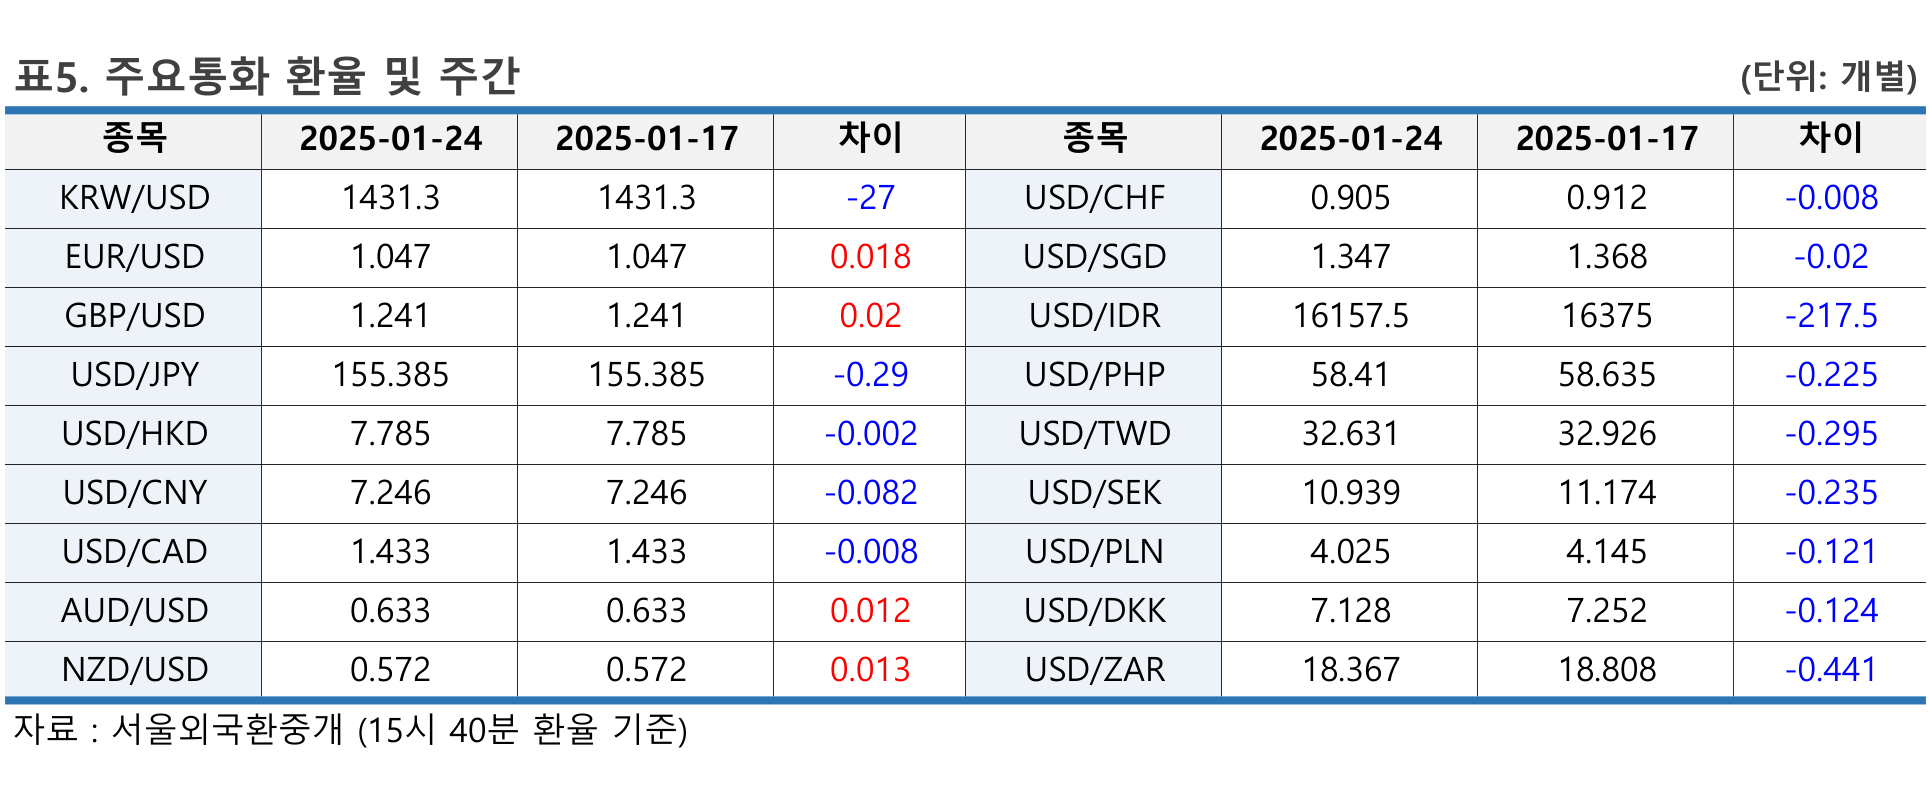 표5. 주요통화 환율 및 주간 (단위: 개별)
종목 2025-01-24 2025-01-17 차이 종목 2025-01-24 2025-01-17 차이
KRW/USD 1431.3 1431.3 -27 USD/CHF 0.905 0.912 -0.008
EUR/USD 1.047 1.047 0.018 USD/SGD 1.347 1.368 -0.02
GBP/USD 1.241 1.241 0.02 USD/IDR 16157.5 16375 -217.5
USD/JPY 155.385 155.385 -0.29 USD/PHP 58.41 58.635 -0.225
USD/HKD 7.785 7.785 -0.002 USD/TWD 32.631 32.926 -0.295
USD/CNY 7.246 7.246 -0.082 USD/SEK 10.939 11.174 -0.235
USD/CAD 1.433 1.433 -0.008 USD/PLN 4.025 4.145 -0.121
AUD/USD 0.633 0.633 0.012 USD/DKK 7.128 7.252 -0.124
NZD/USD 0.572 0.572 0.013 USD/ZAR 18.367 18.808 -0.441
자료 : 서울외국환중개 (15시 40분 환율 기준)